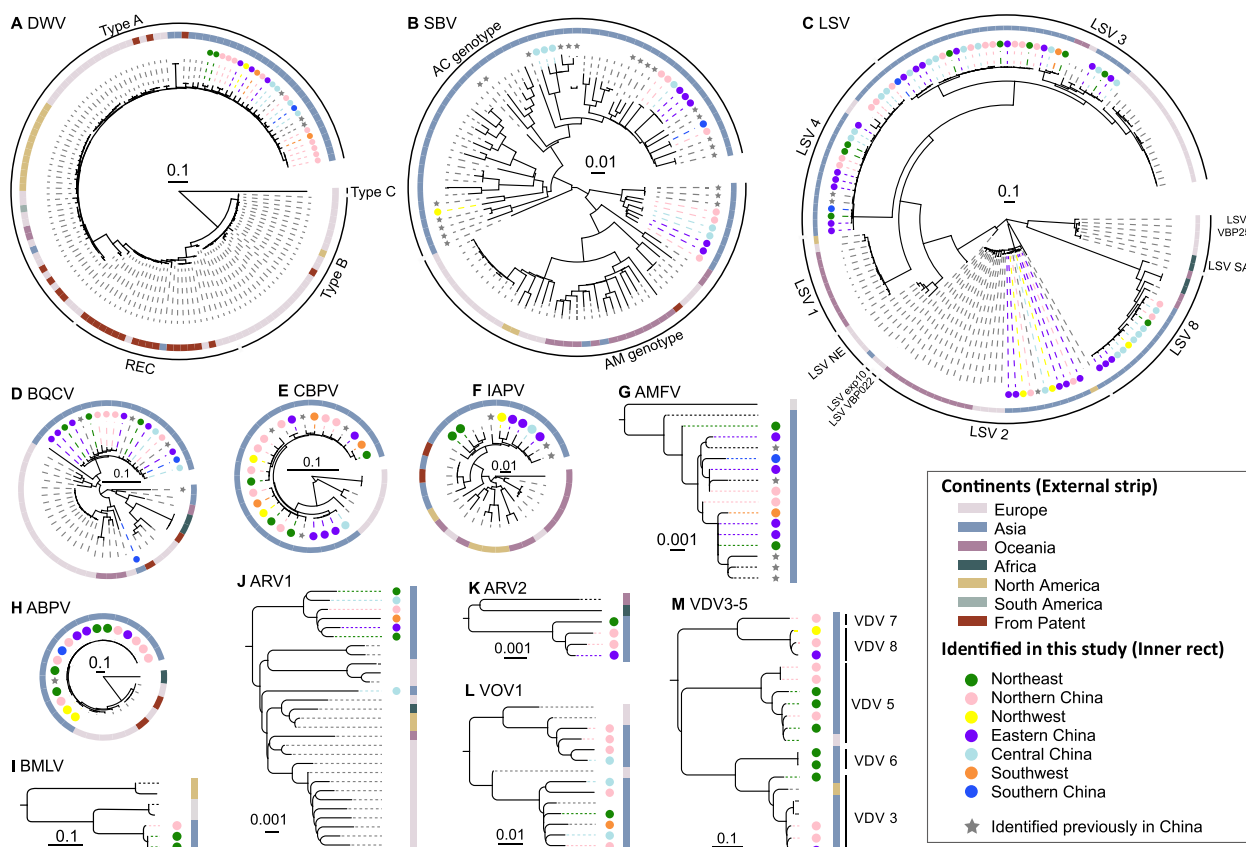 A DWV
Type A
0.1
Type C
Type B
REC
B SBV
AC genotype
0.01
AM genotype
C LSV
LSV 3
LSV 4
0.1
LSV
VBP25
LSV SA
LSV 1
LSV NE
LSV exp10
LSV VBP022
LSV 2
LSV 8
D BQCV
0.1
E CBPV
0.1
F IAPV
0.01
G AMFV
0.001
H ABPV
0.1
I BMLV
0.1
J ARV1
0.001
K ARV2
0.001
L VOV1
0.01
M VDV3-5
VDV 7
VDV 8
VDV 5
VDV 6
VDV 3
0.1
Continents (External strip)
Europe
Asia
Oceania
Africa
North America
South America
From Patent
Identified in this study (Inner rect)
Northeast
Northern China
Northwest
Eastern China
Central China
Southwest
Southern China
Identified previously in China